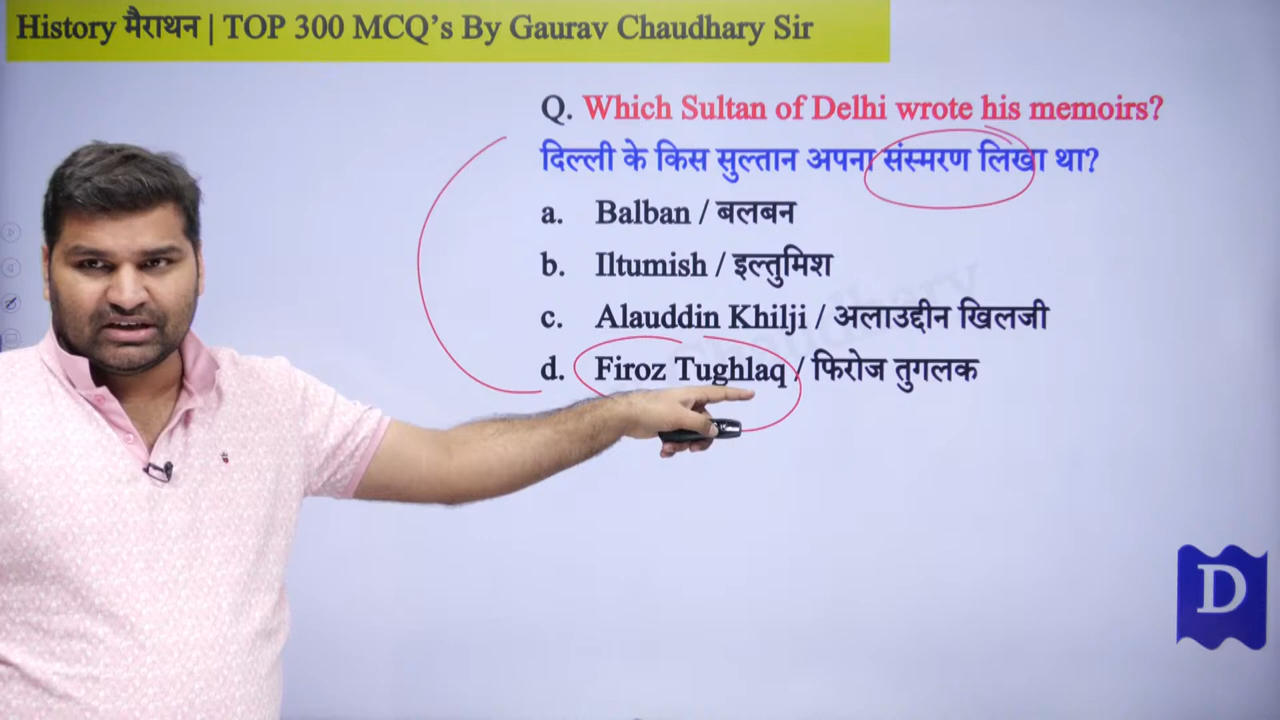 History मैराथन | TOP 300 MCQ’s By Gaurav Chaudhary Sir
Q. Which Sultan of Delhi wrote his memoirs?
दिल्ली के किस सुल्तान अपना संस्मरण लिखा था?
a. Balban / बलबन
b. Iltumish / इल्तुमिश
c. Alauddin Khilji / अलाउद्दीन खिलजी
d. Firoz Tughlaq / फिरोज तुगलक
Chaudhary
D